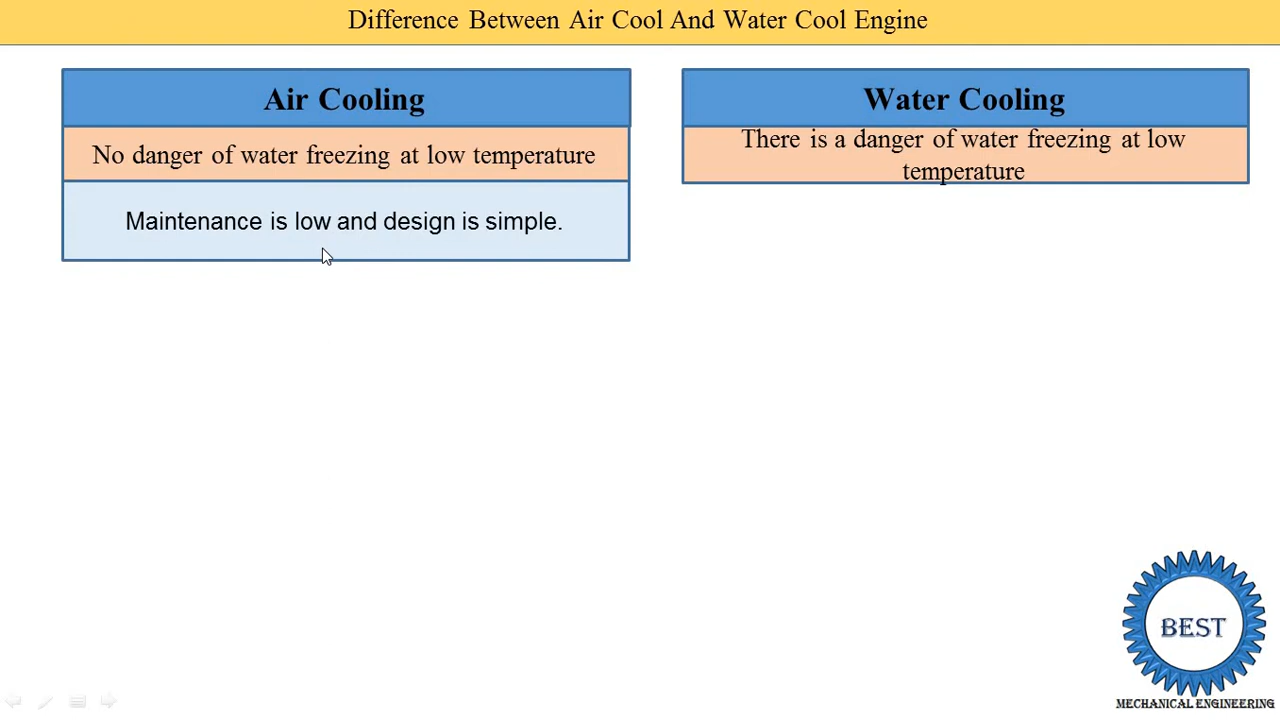 Difference Between Air Cool And Water Cool Engine
Air Cooling
No danger of water freezing at low temperature
Maintenance is low and design is simple.
Water Cooling
There is a danger of water freezing at low
temperature
BEST
MECHANICAL ENGINEERING